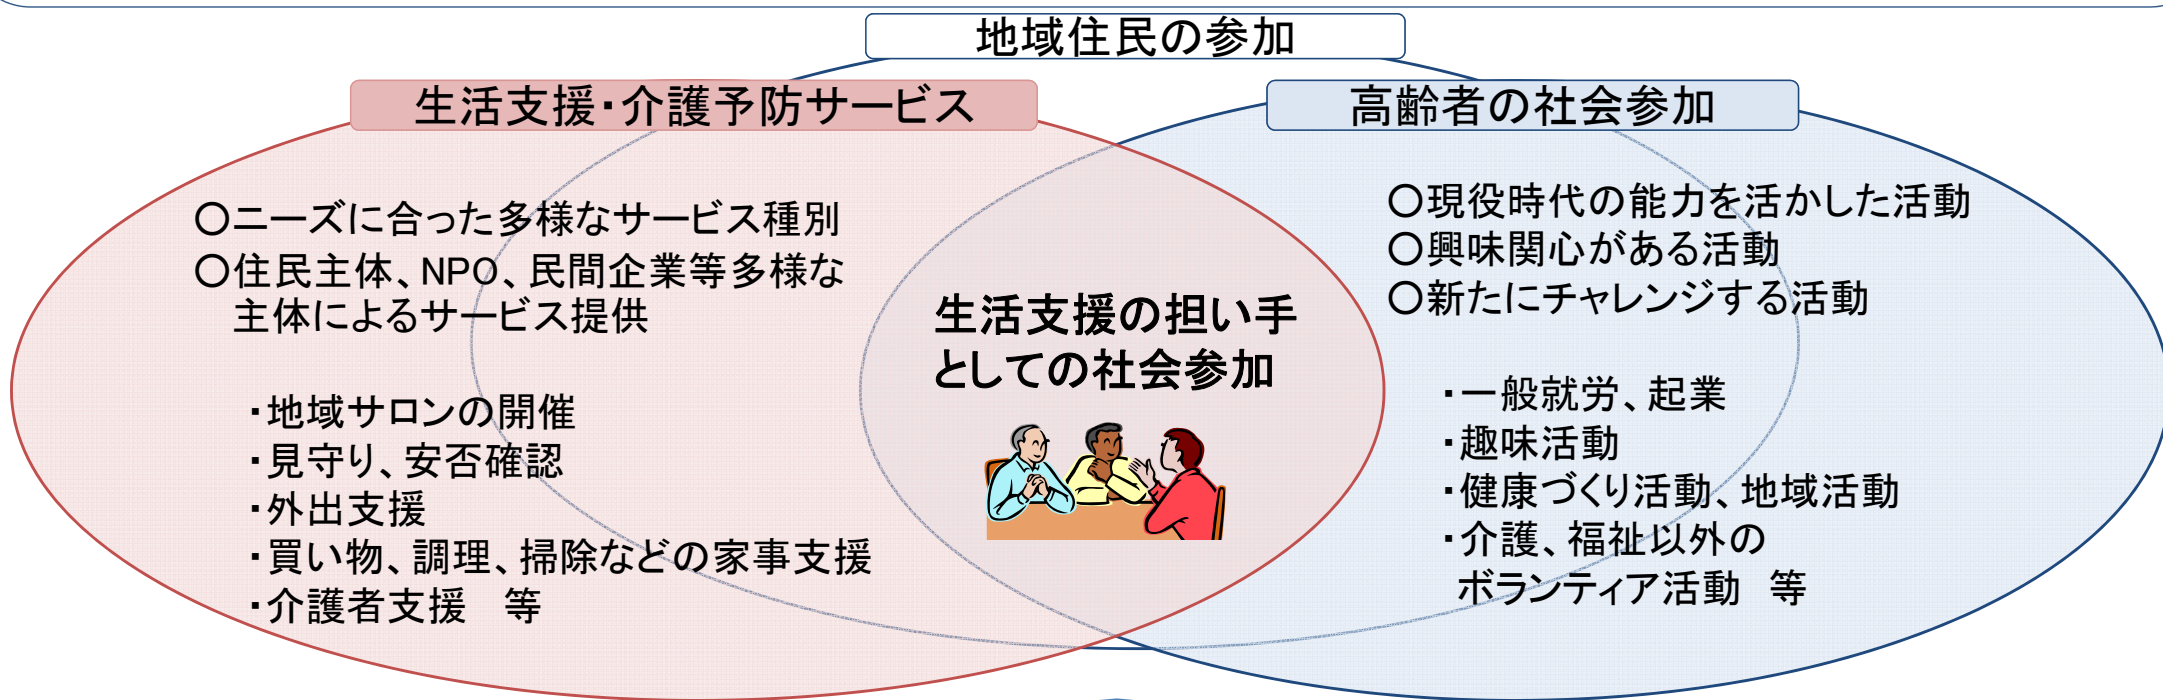 地域住民の参加
生活支援・介護予防サービス
○ニーズに合った多様なサービス種別
○住民主体、NPO、民間企業等多様な
主体によるサービス提供
・地域サロンの開催
・見守り、安否確認
・外出支援
・買い物、調理、掃除などの家事支援
・介護者支援　等
生活支援の担い手
としての社会参加
高齢者の社会参加
○現役時代の能力を活かした活動
○興味関心がある活動
○新たにチャレンジする活動
・一般就労、起業
・趣味活動
・健康づくり活動、地域活動
・介護、福祉以外の
ボランティア活動　等